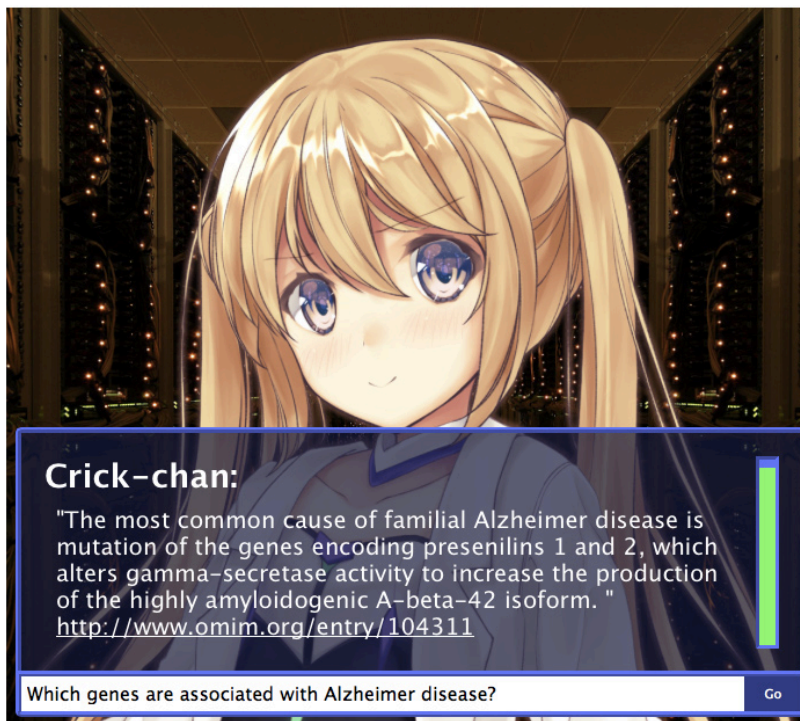 Crick-chan:
"The most common cause of familial Alzheimer disease is
mutation of the genes encoding presenilins 1 and 2, which
alters gamma-secretase activity to increase the production
of the highly amyloidogenic A-beta-42 isoform. "
http://www.omim.org/entry/104311
Which genes are associated with Alzheimer disease?
Go